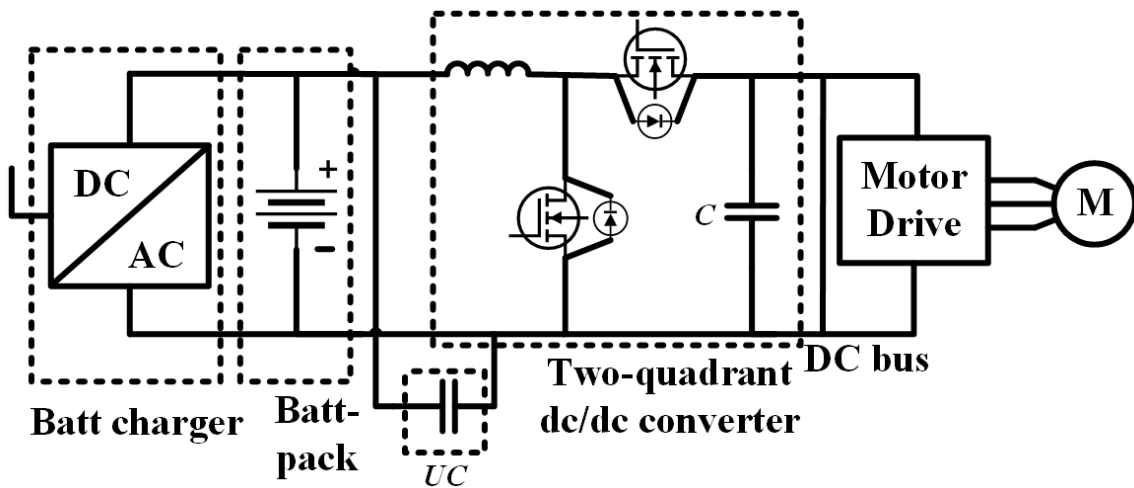 DC
AC
Batt charger
+
-
Batt-
pack
UC
C
Two-quadrant
dc/dc converter
DC bus
Motor
Drive
M